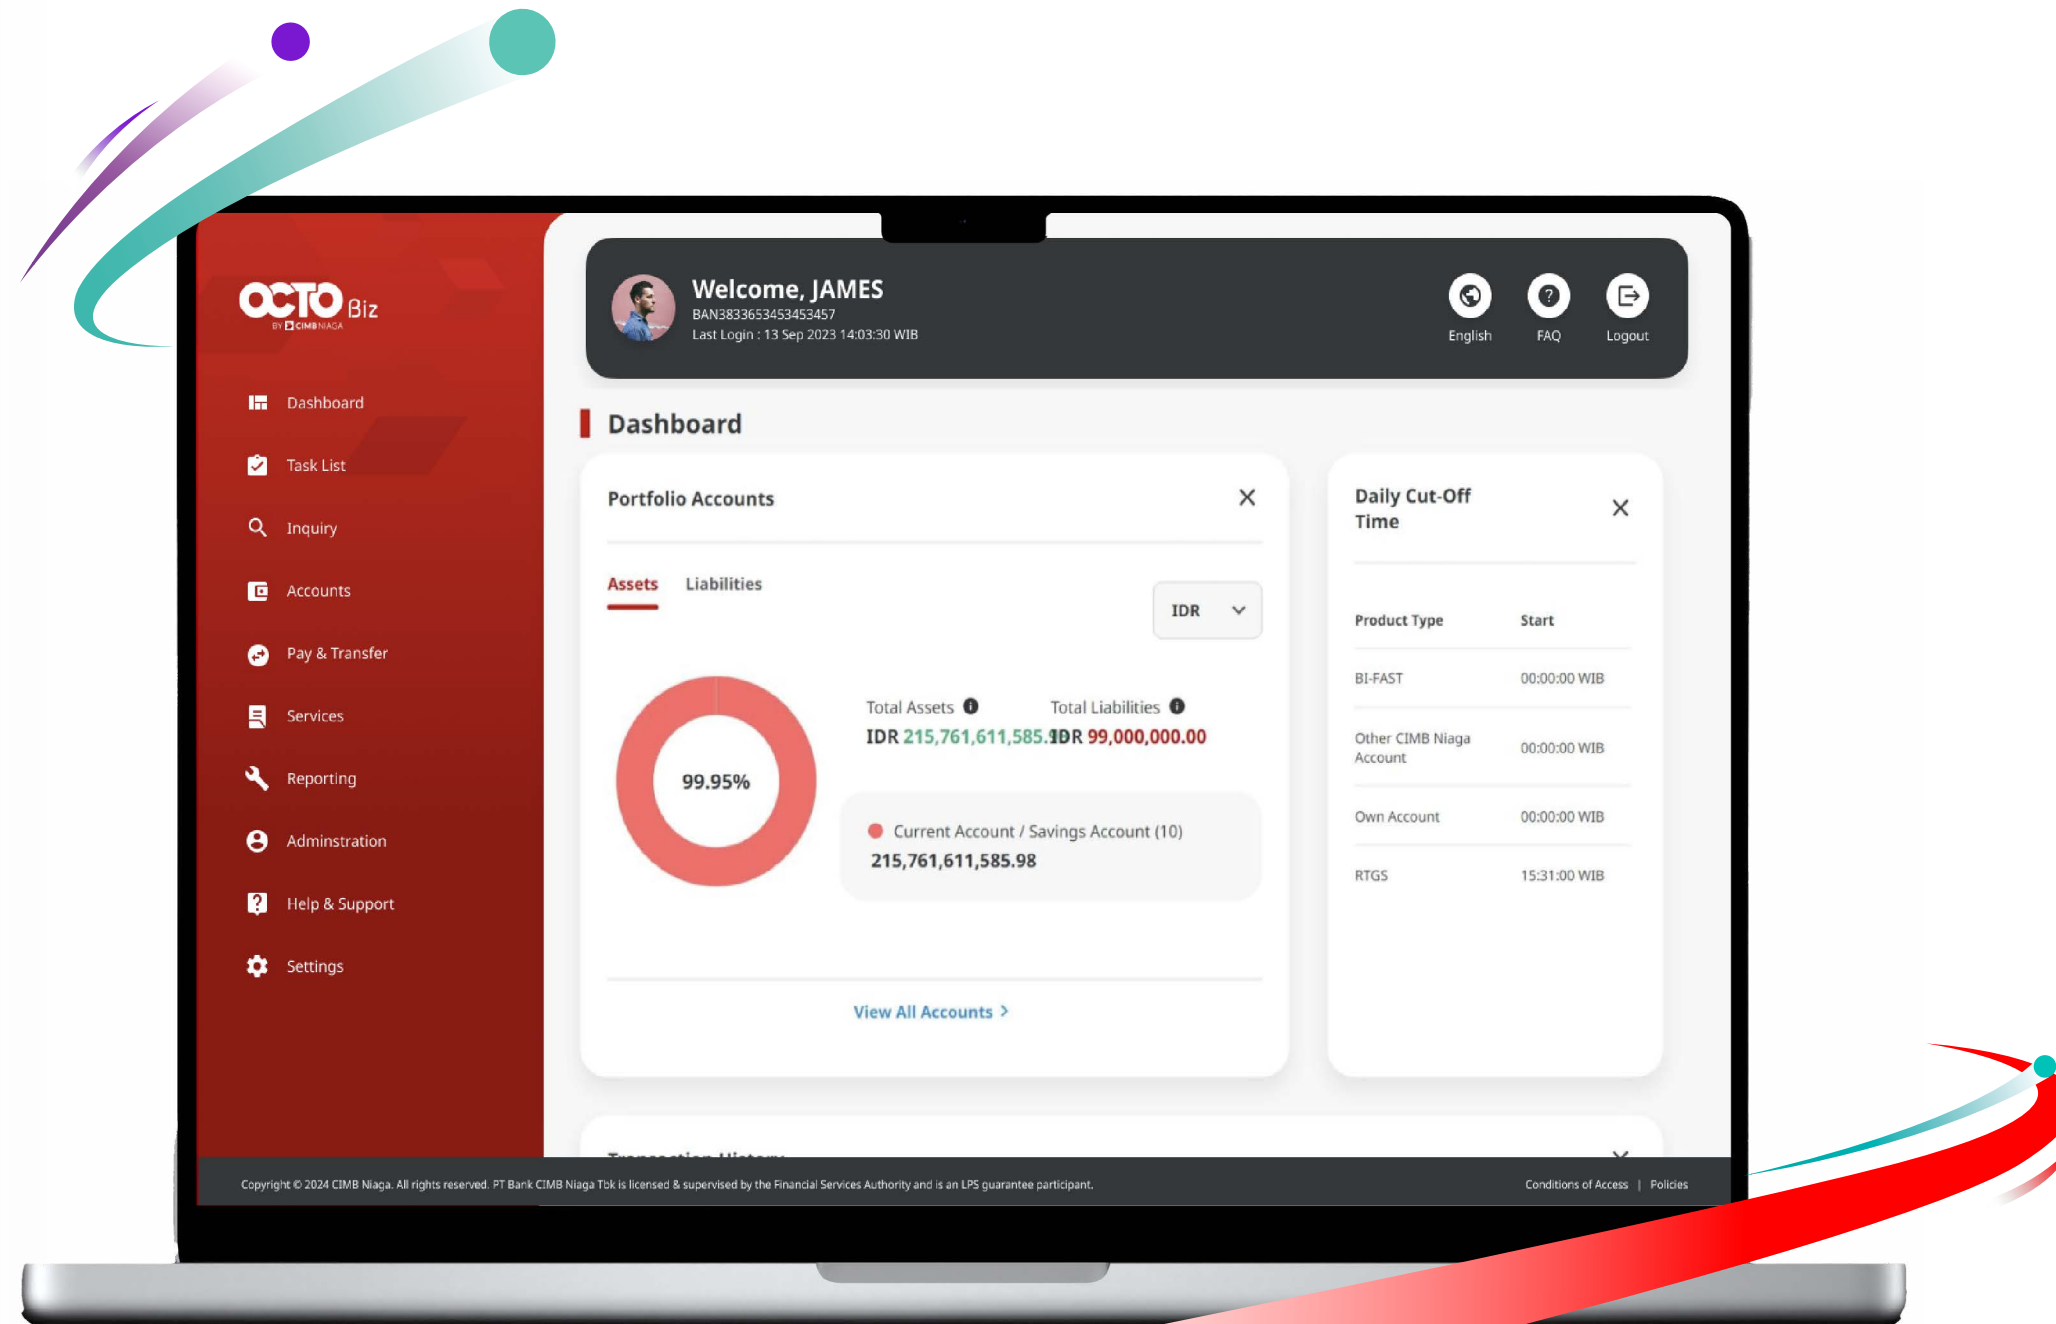 OCTO Biz
BY CIMB NIAGA
Dashboard
Task List
Inquiry
Accounts
Pay & Transfer
Services
Reporting
Adminstration
Help & Support
Settings
Welcome, JAMES
BAN3833653453453457
Last Login : 13 Sep 2023 14:03:30 WIB
English
FAQ
Logout
Dashboard
Portfolio Accounts
Assets Liabilities
IDR
99.95%
Total Assets Total Liabilities
IDR 215,761,611,585. IDR 99,000,000.00
Current Account / Savings Account (10)
215,761,611,585.98
View All Accounts >
Daily Cut-Off
Time
Product Type Start
BI-FAST 00:00:00 WIB
Other CIMB Niaga
Account 00:00:00 WIB
Own Account 00:00:00 WIB
RTGS 15:31:00 WIB
Transaction History
Copyright © 2024 CIMB Niaga. All rights reserved. PT Bank CIMB Niaga Tbk is licensed & supervised by the Financial Services Authority and is an LPS guarantee participant.
Conditions of Access | Policies